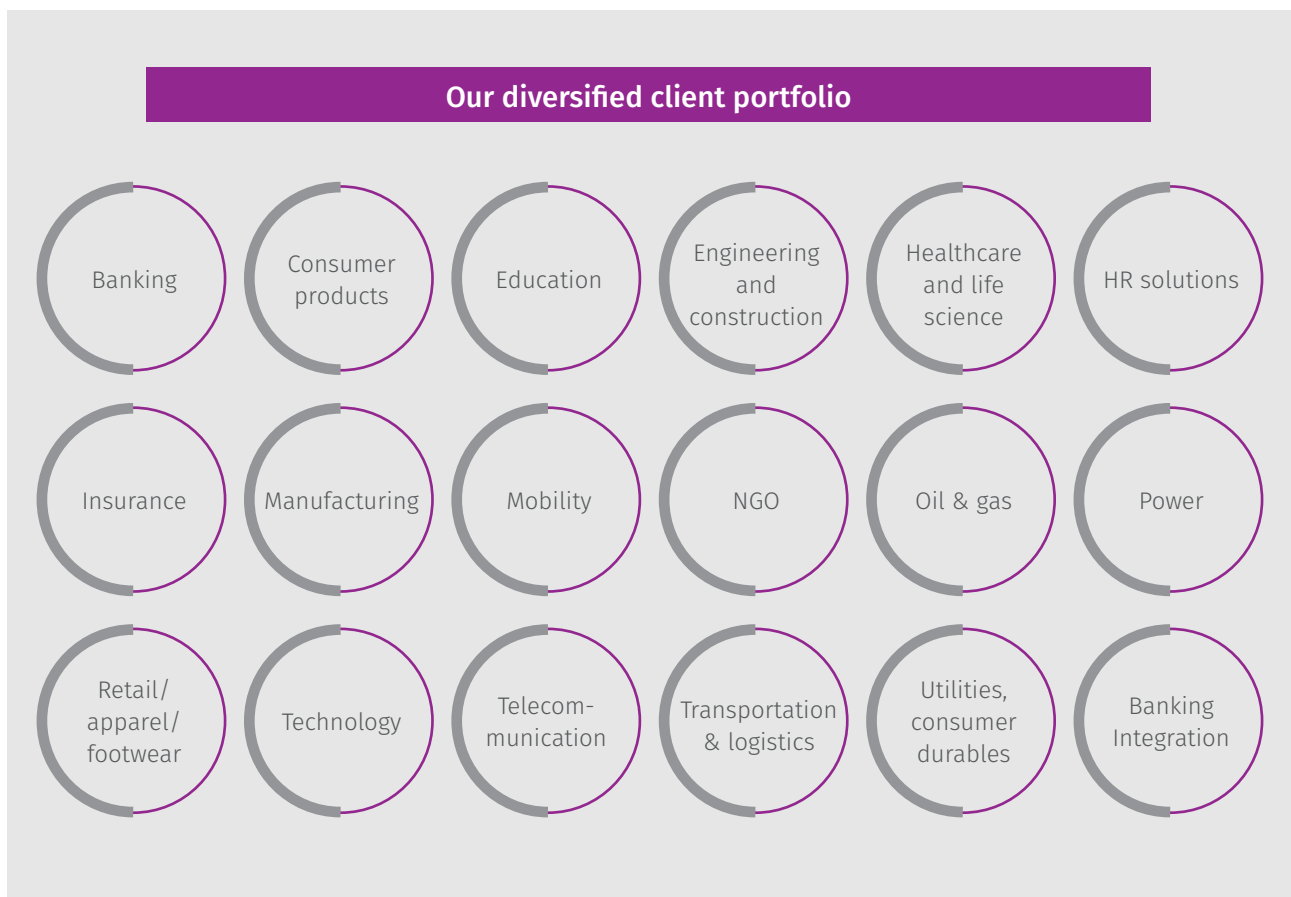 Our diversified client portfolio
Banking
Consumer
products
Education
Engineering
and
construction
Healthcare
and life
science
HR solutions
Insurance
Manufacturing
Mobility
NGO
Oil & gas
Power
Retail/
apparel/
footwear
Technology
Telecom-
munication
Transportation
& logistics
Utilities,
consumer
durables
Banking
Integration